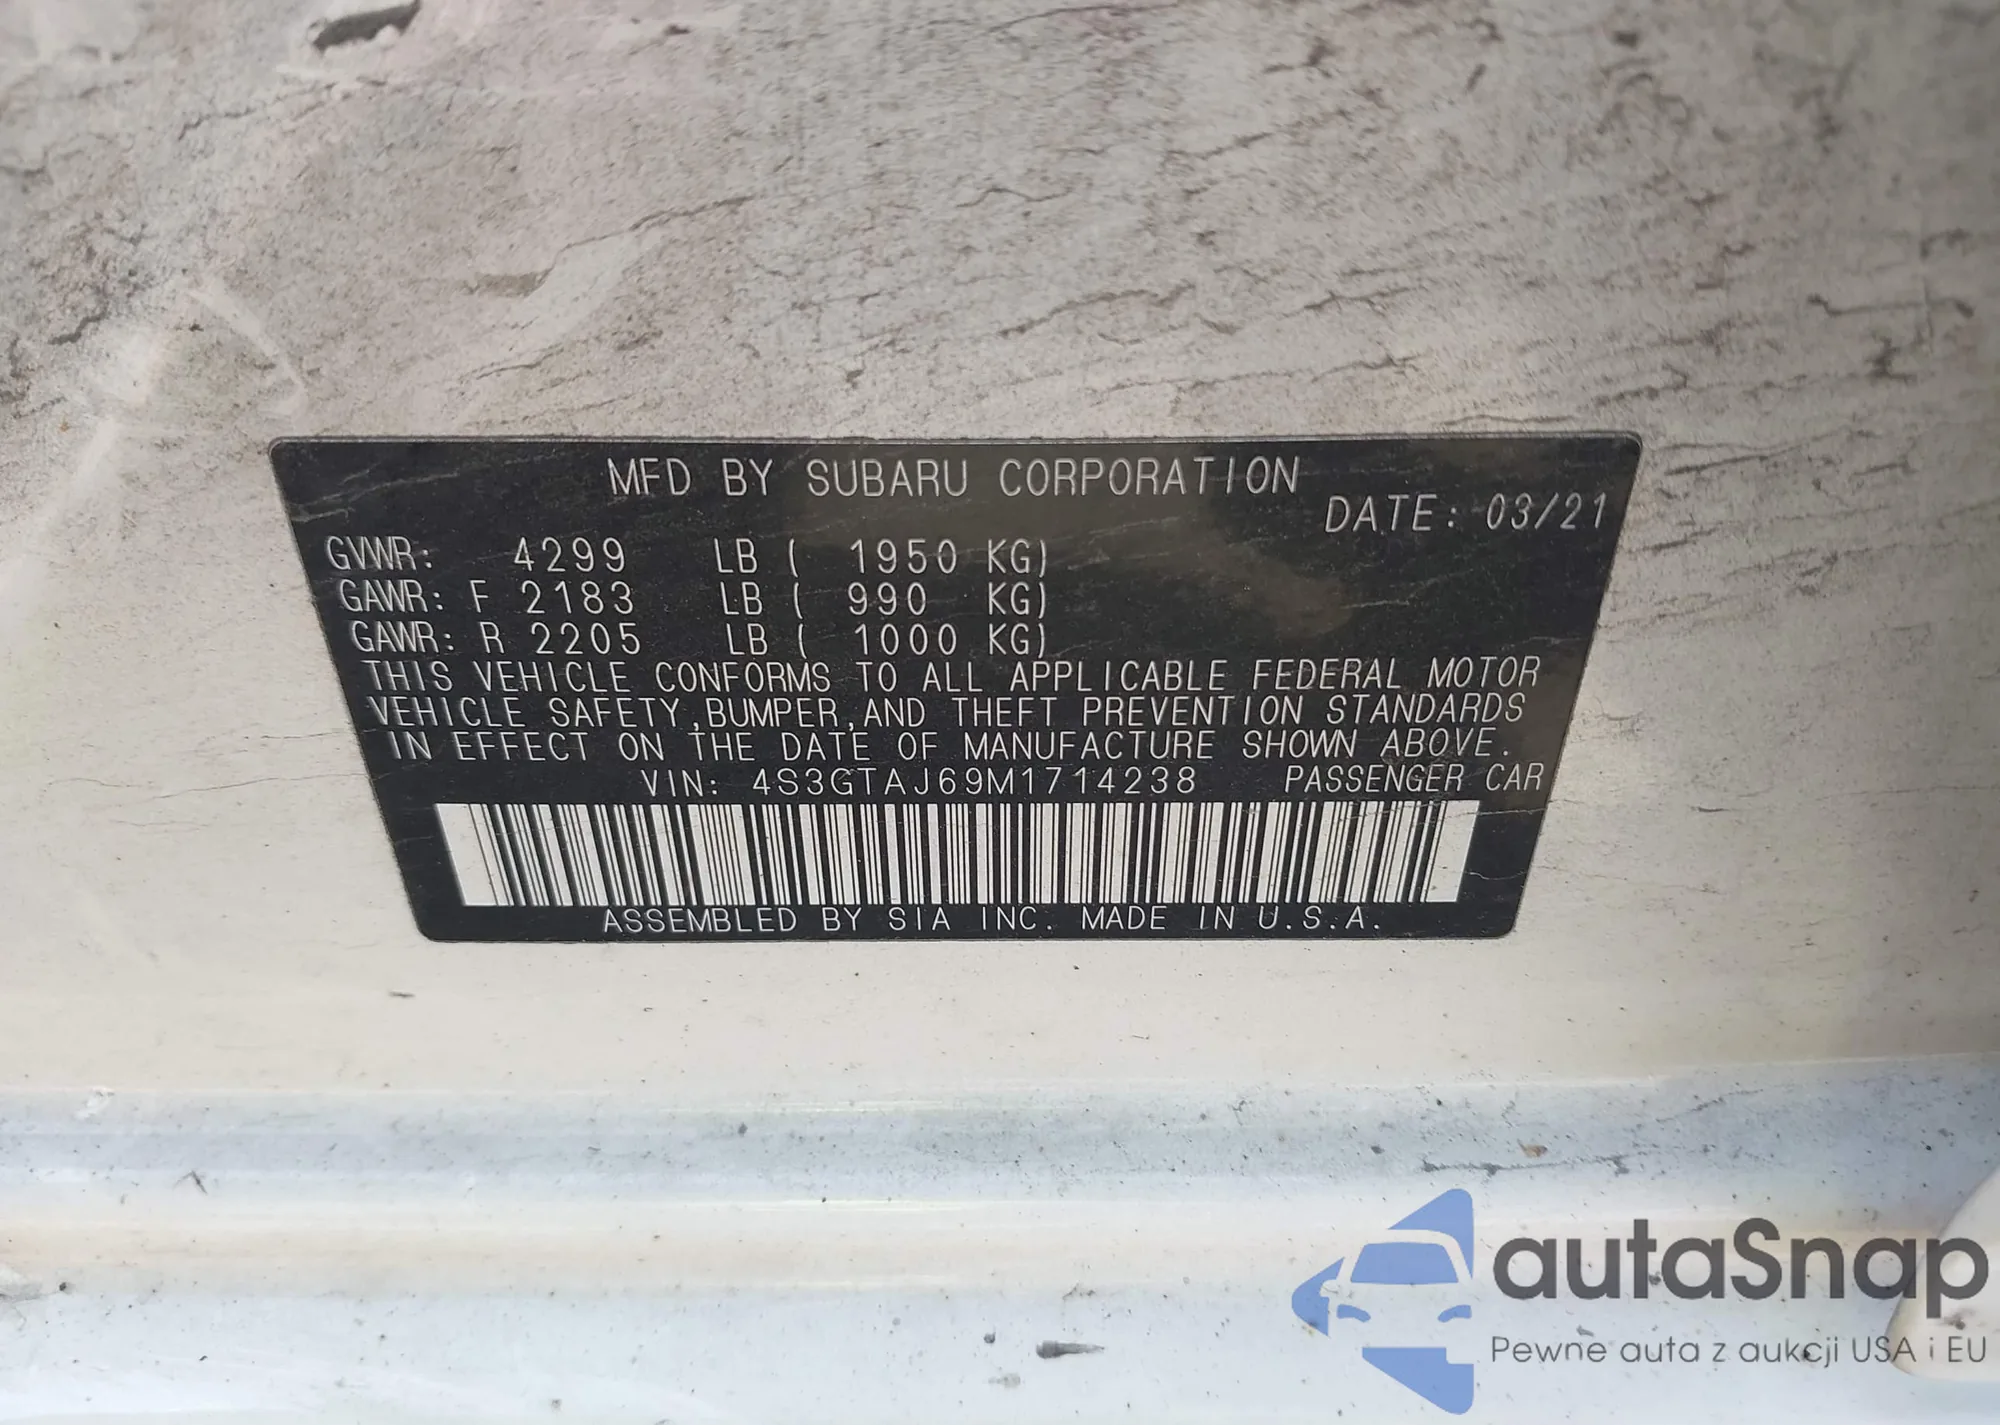 MFD BY SUBARU CORPORATION
DATE: 03/21
GVWR: 4299 LB ( 1950 KG)
GAWR: F 2183 LB ( 990 KG)
GAWR: R 2205 LB ( 1000 KG)
THIS VEHICLE CONFORMS TO ALL APPLICABLE FEDERAL MOTOR
VEHICLE SAFETY,BUMPER,AND THEFT PREVENTION STANDARDS
IN EFFECT ON THE DATE OF MANUFACTURE SHOWN ABOVE.
VIN: 4S3GTAJ69M1714238 PASSENGER CAR
ASSEMBLED BY SIA INC. MADE IN U.S.A.
autaSnap
Pewne auta z aukcji USA i EU